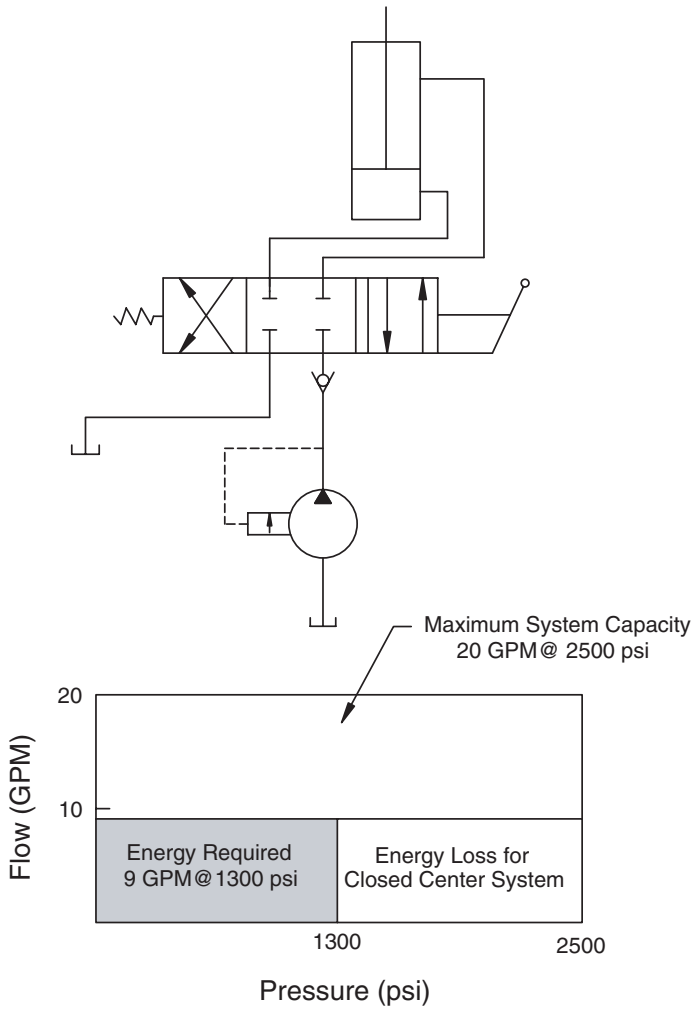 Maximum System Capacity
20 GPM@ 2500 psi
20
10
Flow (GPM)
Energy Required
9 GPM@1300 psi
Energy Loss for
Closed Center System
1300
2500
Pressure (psi)